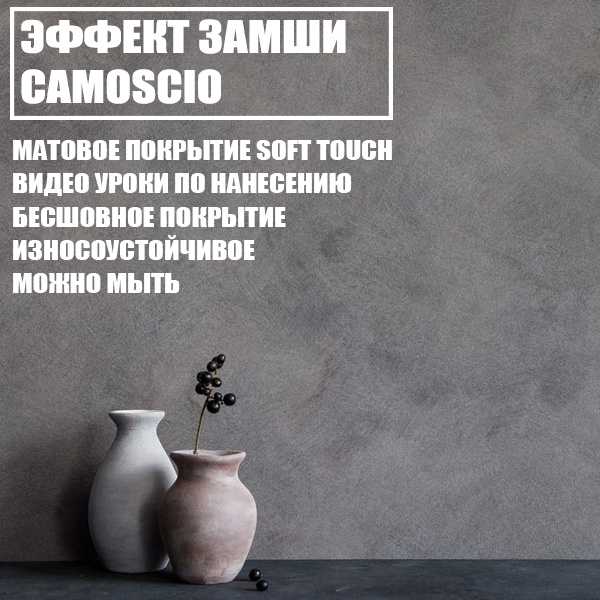 ЭФФЕКТ ЗАМШИ
CAMOSCIO
МАТОВОЕ ПОКРЫТИЕ SOFT TOUCH
ВИДЕО УРОКИ ПО НАНЕСЕНИЮ
БЕСШОВНОЕ ПОКРЫТИЕ
ИЗНОСОУСТОЙЧИВОЕ
МОЖНО МЫТЬ